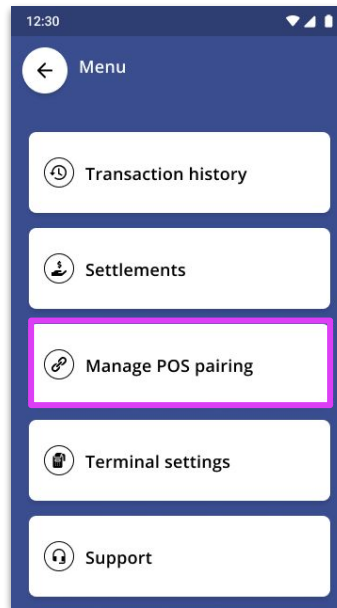 12:30
Menu
Transaction history
Settlements
Manage POS pairing
Terminal settings
Support